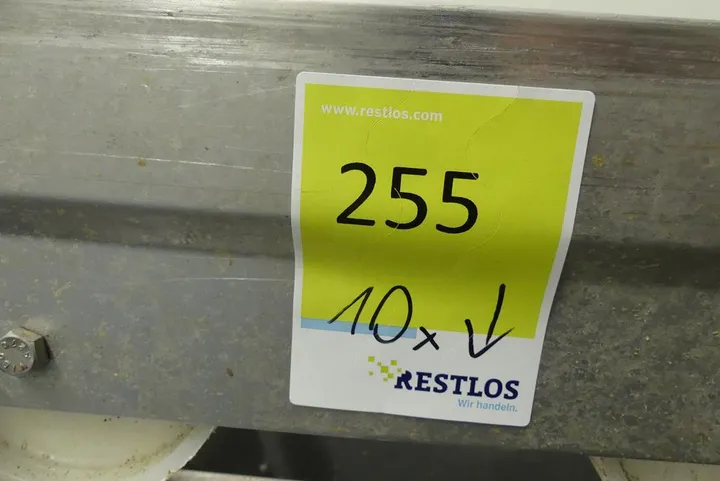 www.restlos.com
255
10x ↓
RESTLOS
Wir handeln.